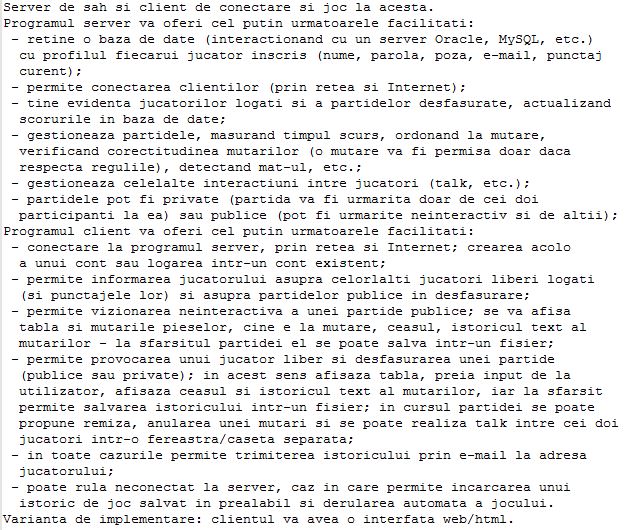 Server de sah si client de conectare si joc la acesta.
Programul server va oferi cel putin urmatoarele facilitati:
- retine o baza de date (interactionand cu un server Oracle, MySQL, etc.)
cu profilul fiecarui jucator inscris (nume, parola, poza, e-mail, punctaj
curent);
- permite conectarea clientilor (prin retea si Internet);
- tine evidenta jucatorilor logati si a partidelor desfasurate, actualizand
scorurile in baza de date;
- gestioneaza partidele, masurand timpul scurs, ordonand la mutare,
verificand corectitudinea mutarilor (o mutare va fi permisa doar daca
respecta regulile), detectand mat-ul, etc.;
- gestioneaza celelalte interactiuni intre jucatori (talk, etc.);
- partidele pot fi private (partida va fi urmarita doar de cei doi
participanti la ea) sau publice (pot fi urmarite neinteractiv si de altii);
Programul client va oferi cel putin urmatoarele facilitati:
- conectare la programul server, prin retea si Internet; crearea acolo
a unui cont sau logarea intr-un cont existent;
- permite informarea jucatorului asupra celorlalti jucatori liberi logati
(si punctajele lor) si asupra partidelor publice in desfasurare;
- permite vizionarea neinteractiva a unei partide publice; se va afisa
tabla si mutarile pieselor, cine e la mutare, ceasul, istoricul text al
mutarilor - la sfarsitul partidei el se poate salva intr-un fisier;
- permite provocarea unui jucator liber si desfasurarea unei partide
(publice sau private); in acest sens afisaza tabla, preia input de la
utilizator, afisaza ceasul si istoricul text al mutarilor, iar la sfarsit
permite salvarea istoricului intr-un fisier; in cursul partidei se poate
propune remiza, anularea unei mutari si se poate realiza talk intre cei doi
jucatori intr-o fereastra/caseta separata;
- in toate cazurile permite trimiterea istoricului prin e-mail la adresa
jucatorului;
- poate rula neconectat la server, caz in care permite incarcarea unui
istoric de joc salvat in prealabil si derularea automata a jocului.
Varianta de implementare: clientul va avea o interfata web/html.